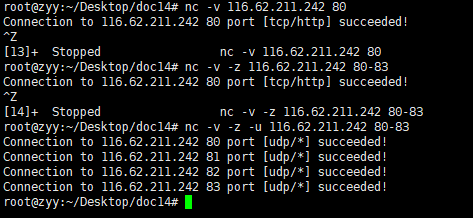 root@zyy:~/Desktop/doc14# nc -v 116.62.211.242 80
Connection to 116.62.211.242 80 port [tcp/http] succeeded!
^Z
[13]+  Stopped                 nc -v 116.62.211.242 80
root@zyy:~/Desktop/doc14# nc -v -z 116.62.211.242 80-83
Connection to 116.62.211.242 80 port [tcp/http] succeeded!
^Z
[14]+  Stopped                 nc -v -z 116.62.211.242 80-83
root@zyy:~/Desktop/doc14# nc -v -z -u 116.62.211.242 80-83
Connection to 116.62.211.242 80 port [udp/*] succeeded!
Connection to 116.62.211.242 81 port [udp/*] succeeded!
Connection to 116.62.211.242 82 port [udp/*] succeeded!
Connection to 116.62.211.242 83 port [udp/*] succeeded!
root@zyy:~/Desktop/doc14#